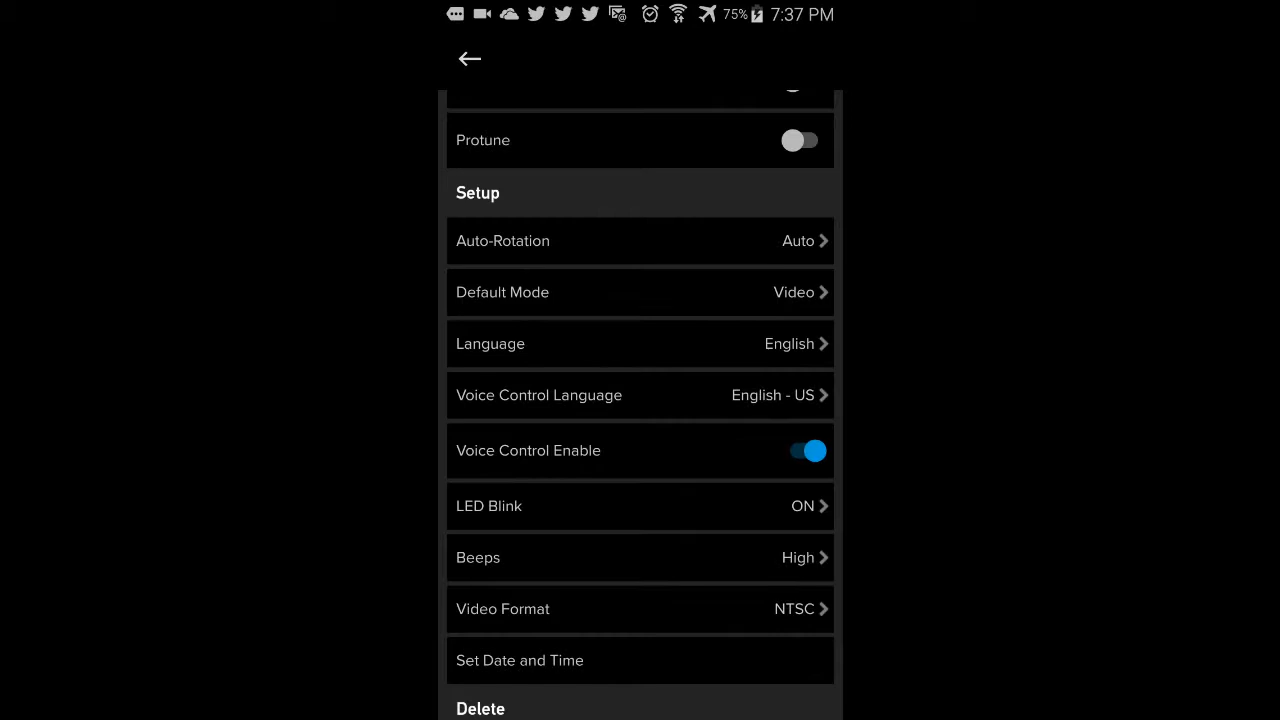 75% 7:37 PM
Protune
Setup
Auto-Rotation Auto
Default Mode Video
Language English
Voice Control Language English - US
Voice Control Enable
LED Blink ON
Beeps High
Video Format NTSC
Set Date and Time
Delete